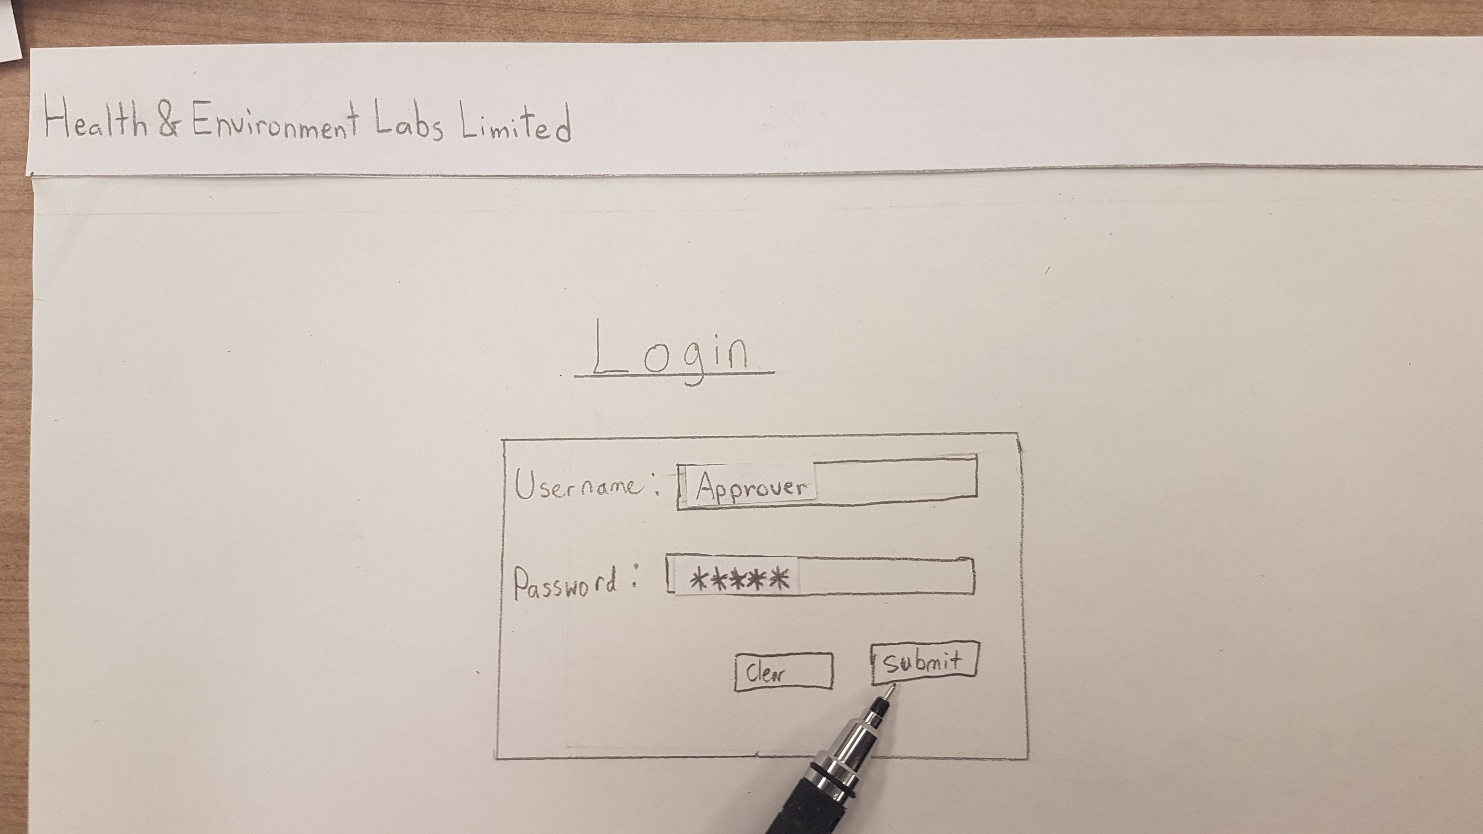 Health & Environment Labs Limited
Login
Username: Approver
Password: *****
Clear Submit